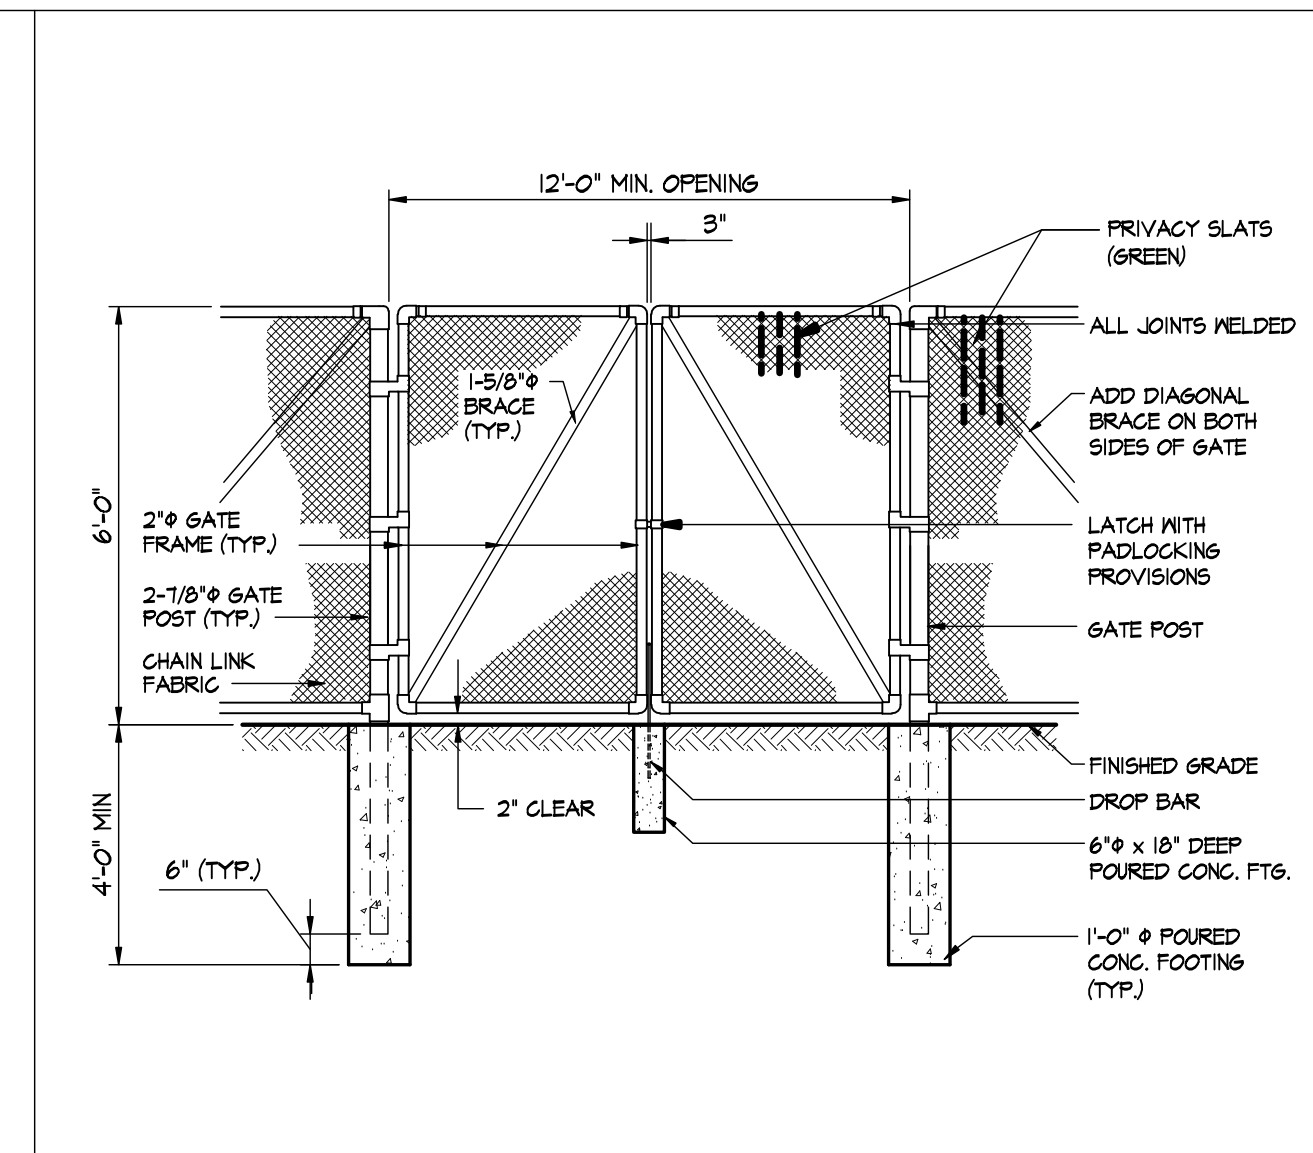 12'-0" MIN. OPENING
3"
PRIVACY SLATS
(GREEN)
ALL JOINTS WELDED
1-5/8"Φ
BRACE
(TYP.)
ADD DIAGONAL
BRACE ON BOTH
SIDES OF GATE
6'-0"
2"Φ GATE
FRAME (TYP.)
LATCH WITH
PADLOCKING
PROVISIONS
2-7/8"Φ GATE
POST (TYP.)
GATE POST
CHAIN LINK
FABRIC
FINISHED GRADE
2" CLEAR
DROP BAR
4'-0" MIN
6" (TYP.)
6"Φ x 18" DEEP
POURED CONC. FTG.
1'-0" Φ POURED
CONC. FOOTING
(TYP.)